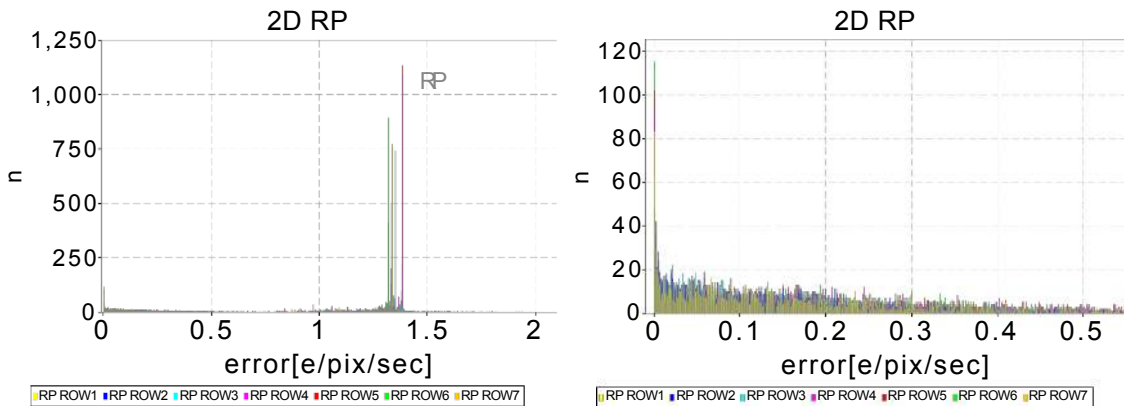 2D RP
1,250
1,000
750
500
250
0
n
RP
0 0.5 1 1.5 2
error[e/pix/sec]
RP ROW1 RP ROW2 RP ROW3 RP ROW4 RP ROW5 RP ROW6 RP ROW7
2D RP
120
100
80
60
40
20
0
n
0 0.1 0.2 0.3 0.4 0.5
error[e/pix/sec]
RP ROW1 RP ROW2 RP ROW3 RP ROW4 RP ROW5 RP ROW6 RP ROW7